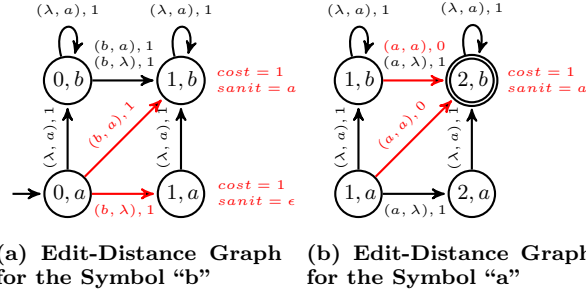 (λ, a), 1
(λ, a), 1
(b, a), 1
(b, λ), 1
0, b
1, b
cost = 1
sanit = a
(λ, a), 1
(b, a), 1
(λ, a), 1
0, a
1, a
(b, λ), 1
cost = 1
sanit = ϵ
(a) Edit-Distance Graph
for the Symbol “b”
(λ, a), 1
(λ, a), 1
(a, a), 0
(a, λ), 1
1, b
2, b
cost = 1
sanit = a
(λ, a), 1
(a, a), 0
(λ, a), 1
1, a
2, a
(a, λ), 1
(b) Edit-Distance Graph
for the Symbol “a”